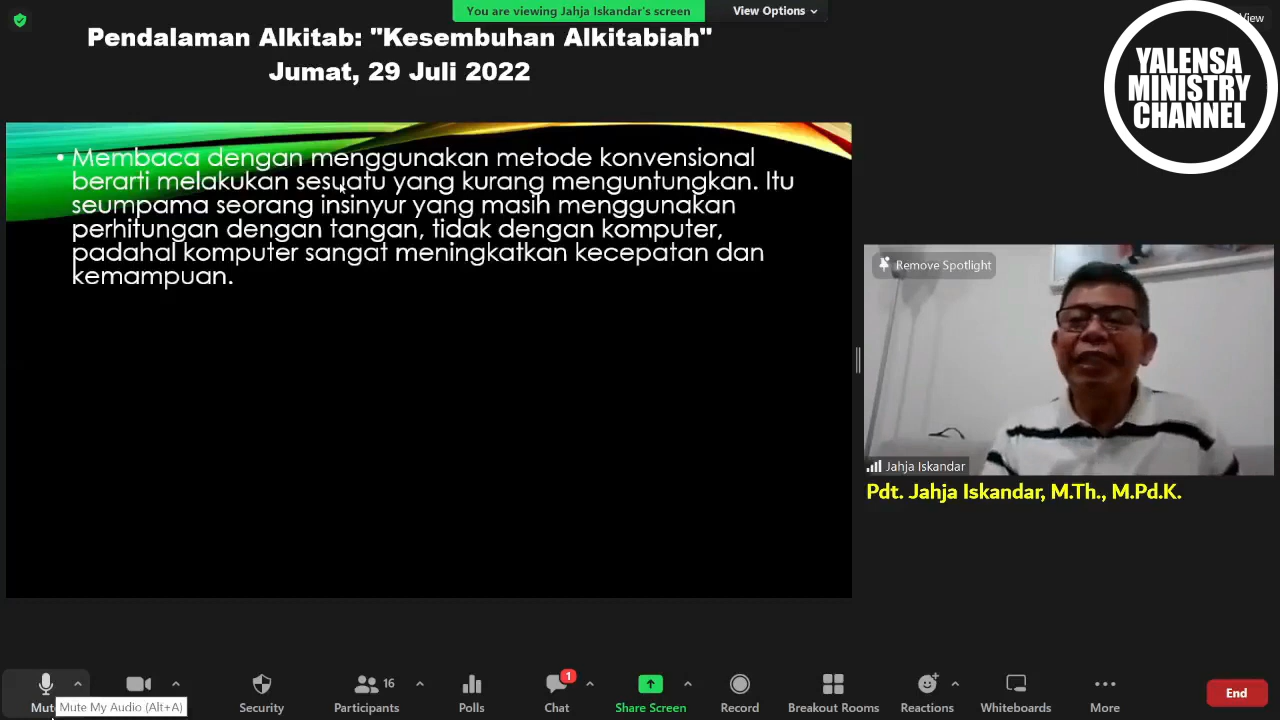 You are viewing Jahja Iskandar's screen
View Options
View
Pendalaman Alkitab: "Kesembuhan Alkitabiah"
Jumat, 29 Juli 2022
YALENSA
MINISTRY
CHANNEL
• Membaca dengan menggunakan metode konvensional
berarti melakukan sesuatu yang kurang menguntungkan. Itu
seumpama seorang insinyur yang masih menggunakan
perhitungan dengan tangan, tidak dengan komputer,
padahal komputer sangat meningkatkan kecepatan dan
kemampuan.
Remove Spotlight
Jahja Iskandar
Pdt. Jahja Iskandar, M.Th., M.Pd.K.
Mute
Mute My Audio (Alt+A)
Security
16
Participants
Polls
1
Chat
Share Screen
Record
Breakout Rooms
Reactions
Whiteboards
More
End